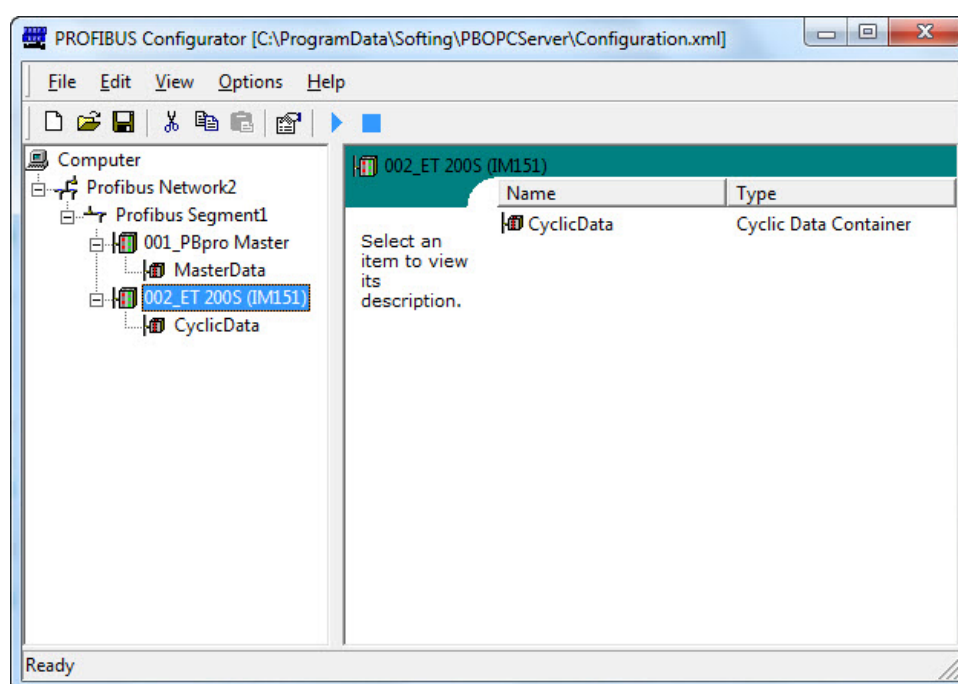 PROFIBUS Configurator [C:\ProgramData\Softing\PBOPCServer\Configuration.xml]
File Edit View Options Help
Computer
Profibus Network2
Profibus Segment1
001_PBpro Master
MasterData
002_ET 200S (IM151)
CyclicData
002_ET 200S (IM151)
Name Type
CyclicData Cyclic Data Container
Select an
item to view
its
description.
Ready